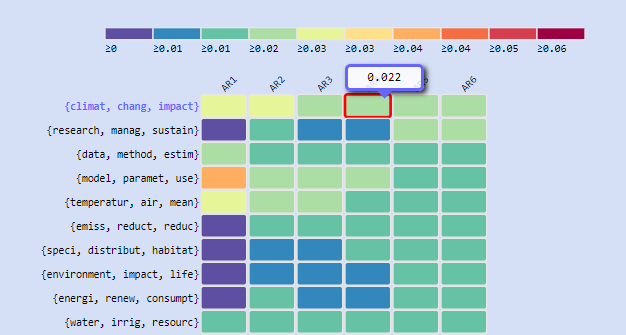 ≥0 ≥0.01 ≥0.01 ≥0.02 ≥0.03 ≥0.03 ≥0.04 ≥0.04 ≥0.05 ≥0.06
0.022
AR1 AR2 AR3 AR6
{climat, chang, impact}
{research, manag, sustain}
{data, method, estim}
{model, paramet, use}
{temperatur, air, mean}
{emiss, reduct, reduc}
{speci, distribut, habitat}
{environment, impact, life}
{energi, renew, consumpt}
{water, irrig, resourc}